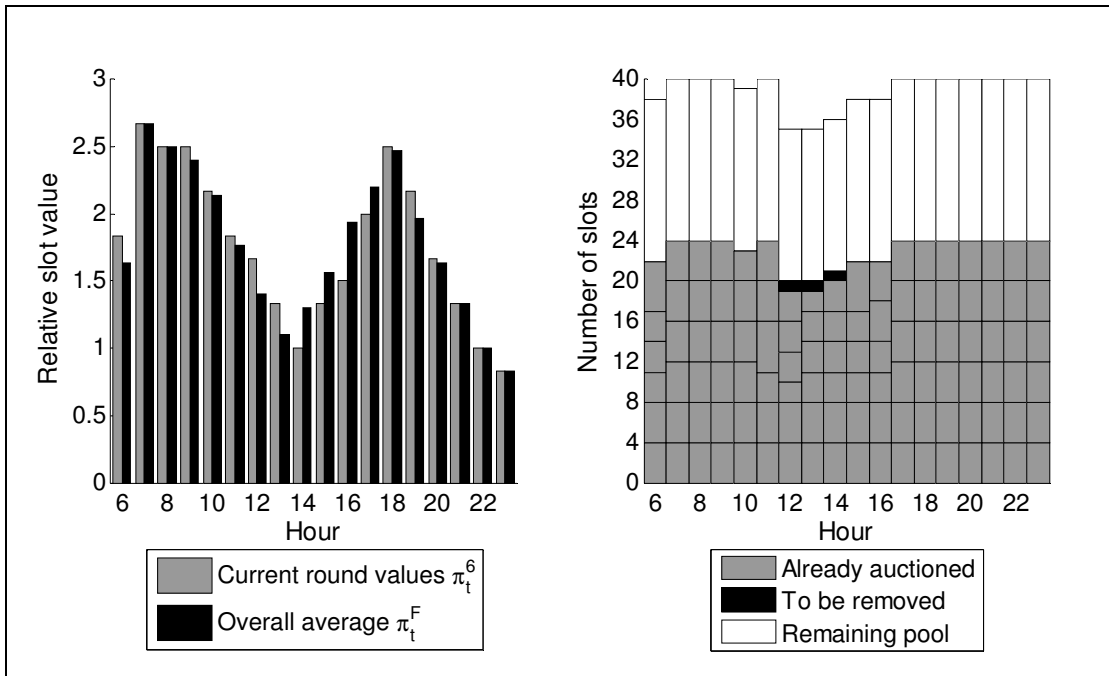 Relative slot value
3
2.5
2
1.5
1
0.5
0
6 8 10 12 14 16 18 20 22
Hour
Current round values π_t^6
Overall average π_t^F
Number of slots
40
36
32
28
24
20
16
12
8
4
0
6 8 10 12 14 16 18 20 22
Hour
Already auctioned
To be removed
Remaining pool